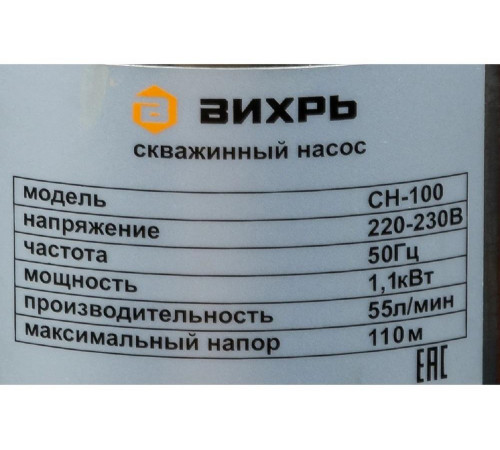 ВИХРЬ
скважинный насос
модель СН-100
напряжение 220-230В
частота 50Гц
мощность 1,1кВт
производительность 55л/мин
максимальный напор 110м
ЕАС